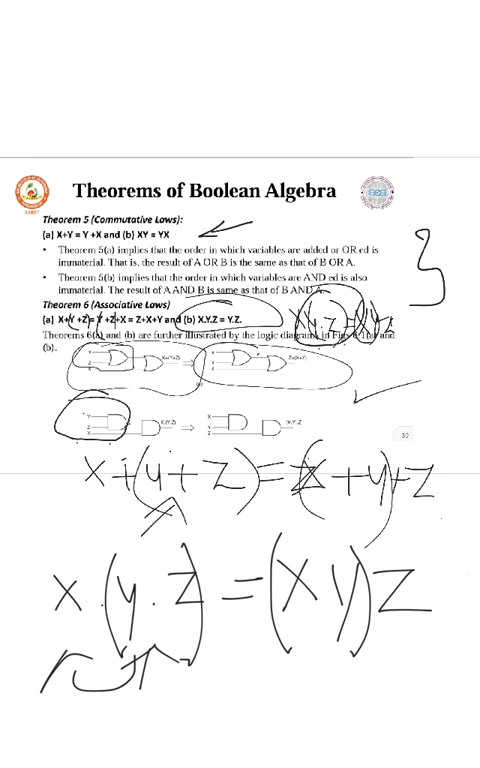 Theorems of Boolean Algebra
Theorem 5 (Commutative Laws):
(a) X+Y = Y +X and (b) XY = YX
• Theorem 5(a) implies that the order in which variables are added or OR ed is
immaterial. That is, the result of A OR B is the same as that of B OR A.
• Theorem 5(b) implies that the order in which variables are AND ed is also
immaterial. The result of A AND B is same as that of B AND A.
Theorem 6 (Associative Laws)
(a) X+(Y +Z)= Y +Z+X = Z+X+Y and (b) X.Y.Z = Y.Z.
Theorems 6(a) and (b) are further illustrated by the logic diagrams in Figs and
(b).
X+(Y+Z)
Z+(X+Y)
Y
Z
X
X.(Y.Z)
X
Y
Z
39
X+(y+Z)=(X+y)+Z
X.(y.Z)=(XY)Z